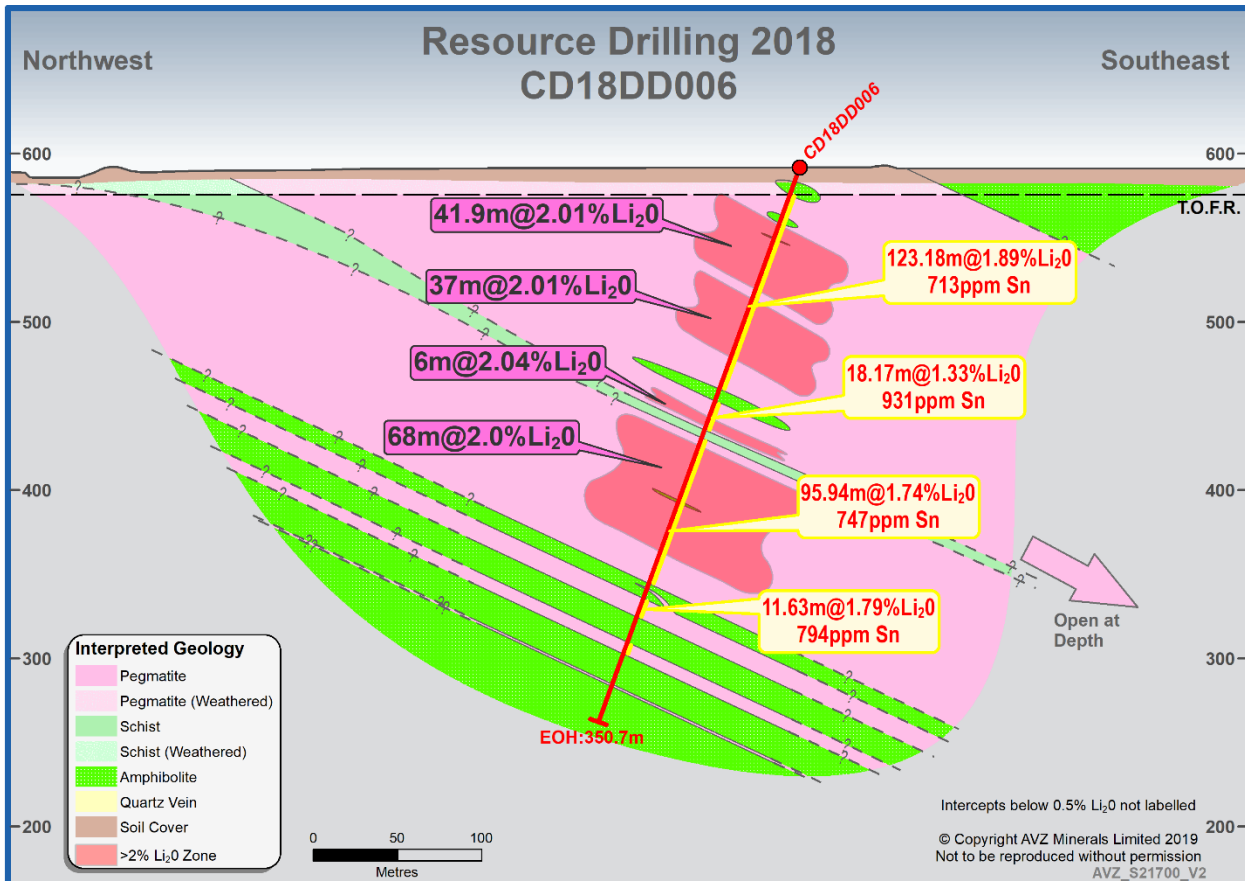 Resource Drilling 2018
CD18DD006
Northwest
Southeast
CD18DD006
600
600
T.O.F.R.
41.9m@2.01%Li₂0
123.18m@1.89%Li₂0
713ppm Sn
37m@2.01%Li₂0
500
500
6m@2.04%Li₂0
18.17m@1.33%Li₂0
931ppm Sn
68m@2.0%Li₂0
400
400
95.94m@1.74%Li₂0
747ppm Sn
11.63m@1.79%Li₂0
794ppm Sn
Open at
Depth
300
300
EOH:350.7m
Interpreted Geology
Pegmatite
Pegmatite (Weathered)
Schist
Schist (Weathered)
Amphibolite
Quartz Vein
Soil Cover
>2% Li₂0 Zone
200
200
0 50 100
Metres
Intercepts below 0.5% Li₂0 not labelled
© Copyright AVZ Minerals Limited 2019
Not to be reproduced without permission
AVZ_S21700_V2